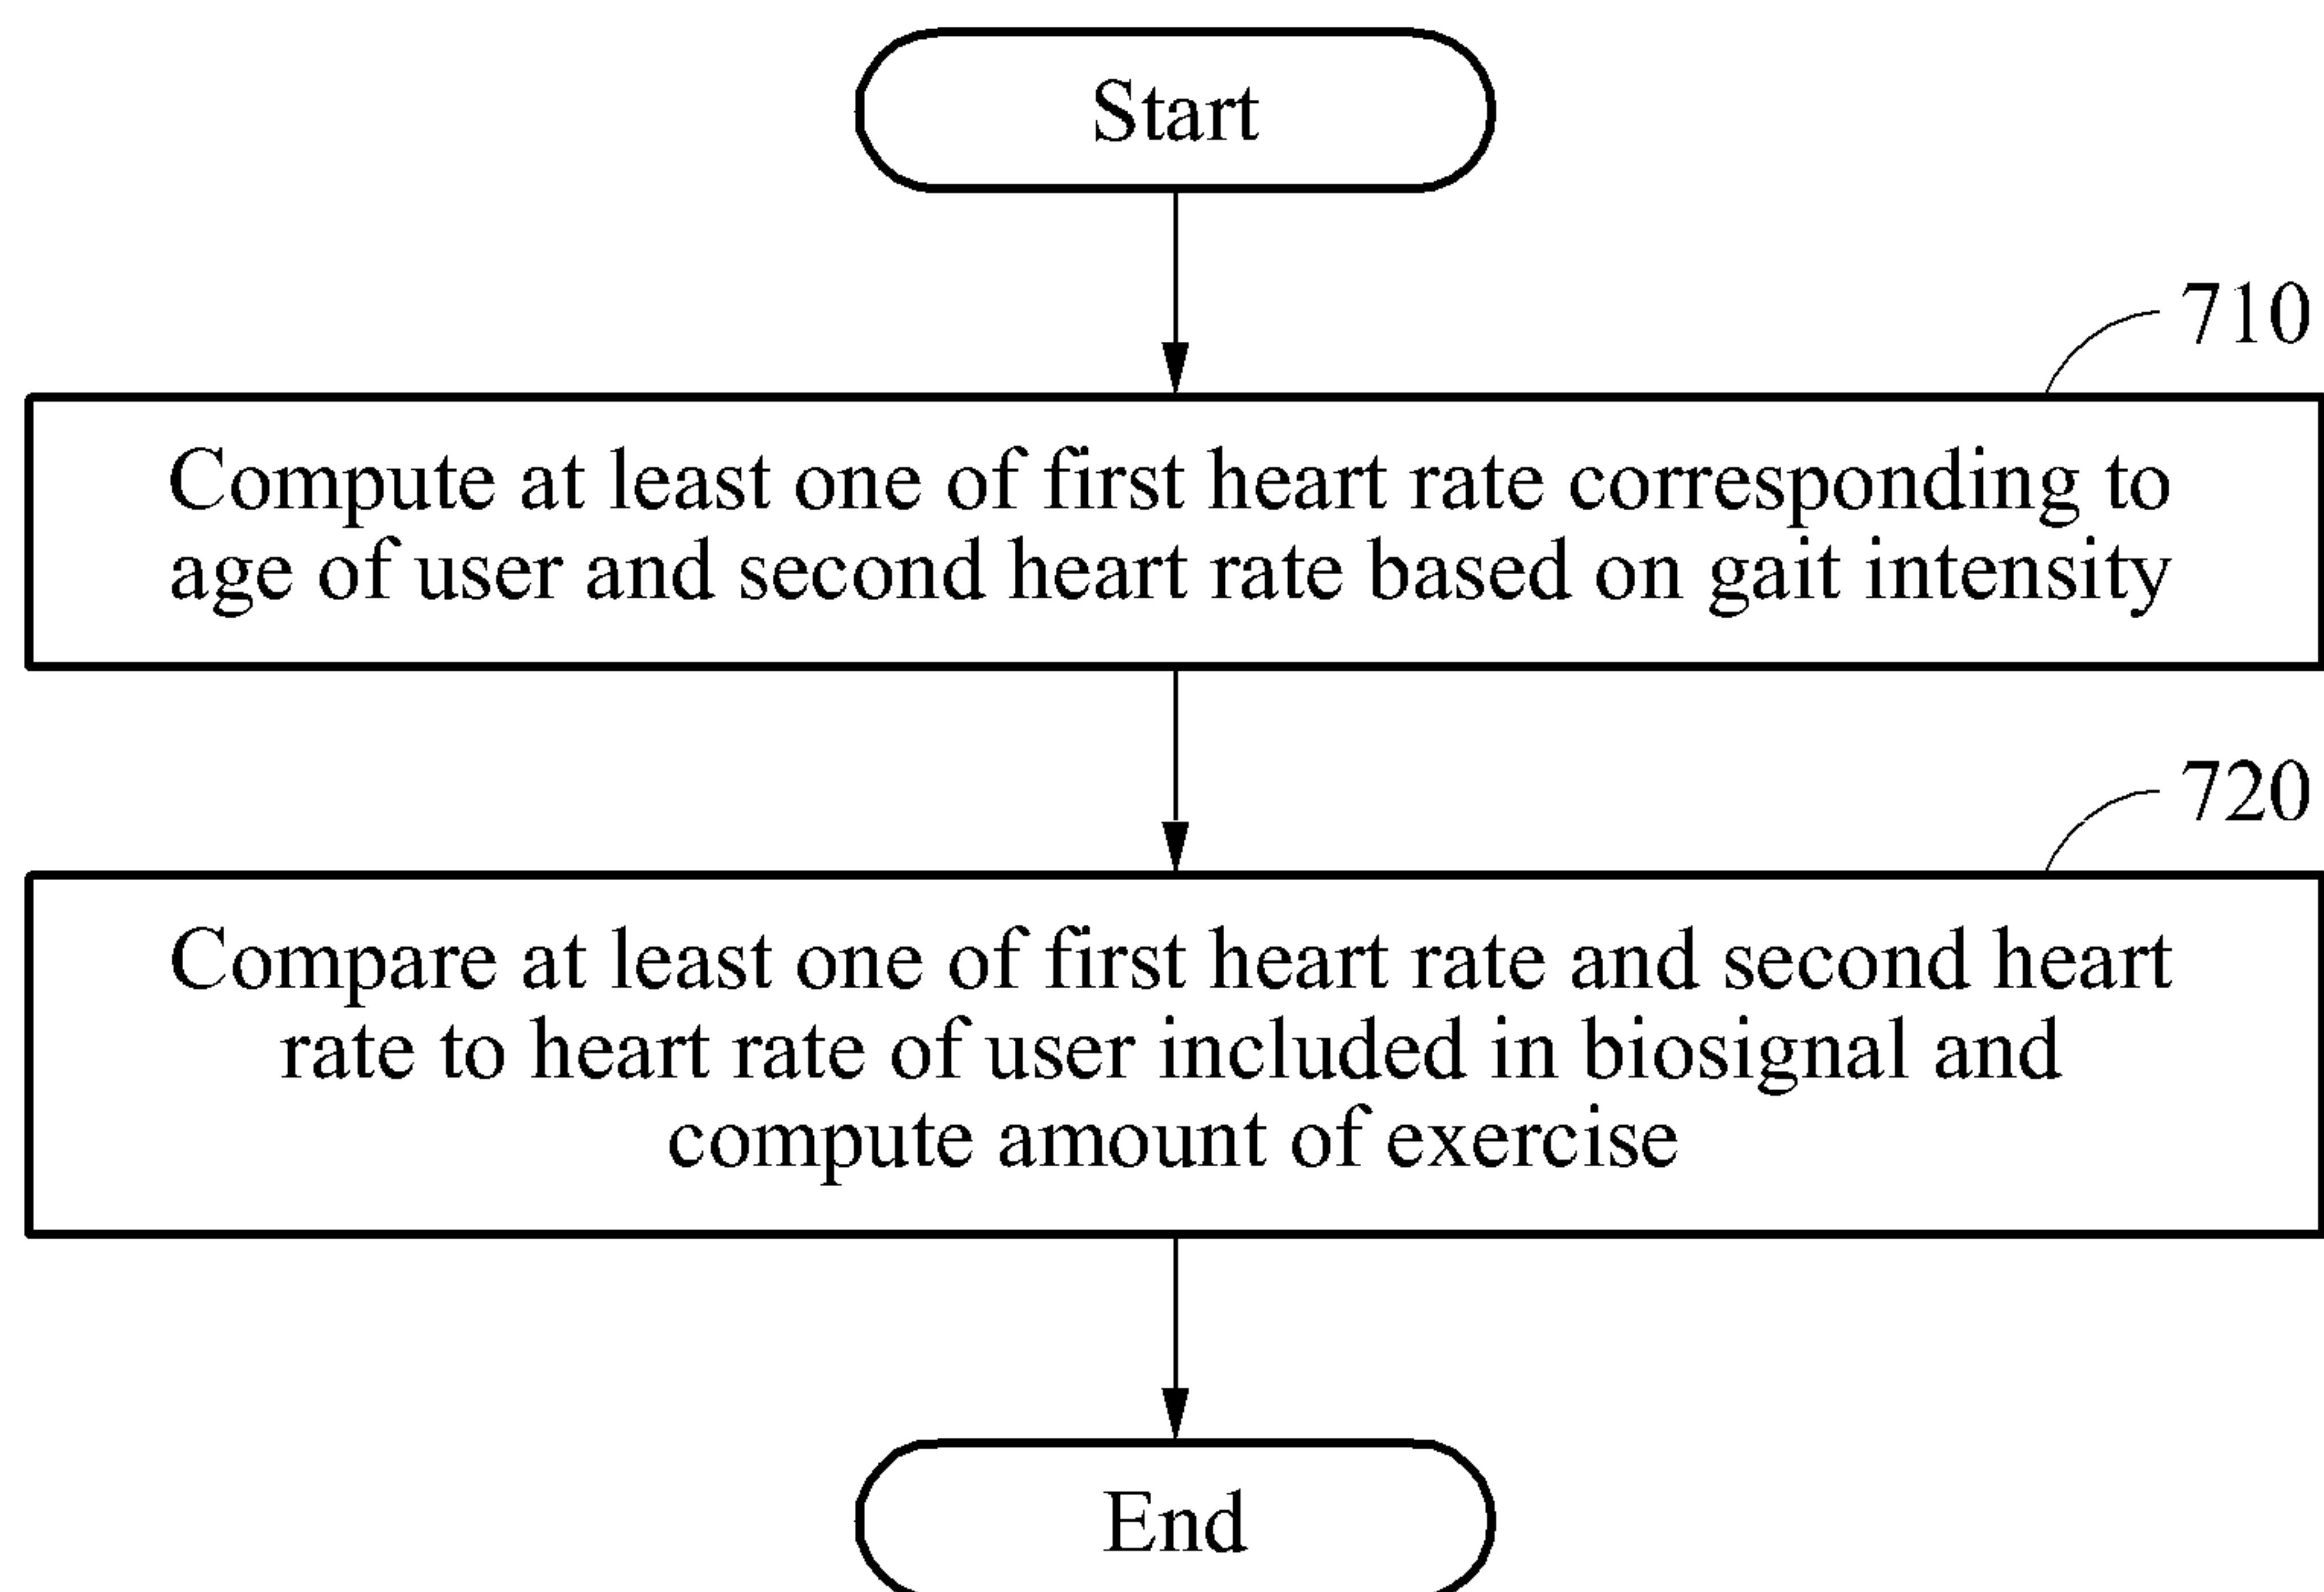 Start
710
Compute at least one of first heart rate corresponding to
age of user and second heart rate based on gait intensity
720
Compare at least one of first heart rate and second heart
rate to heart rate of user included in biosignal and
compute amount of exercise
End